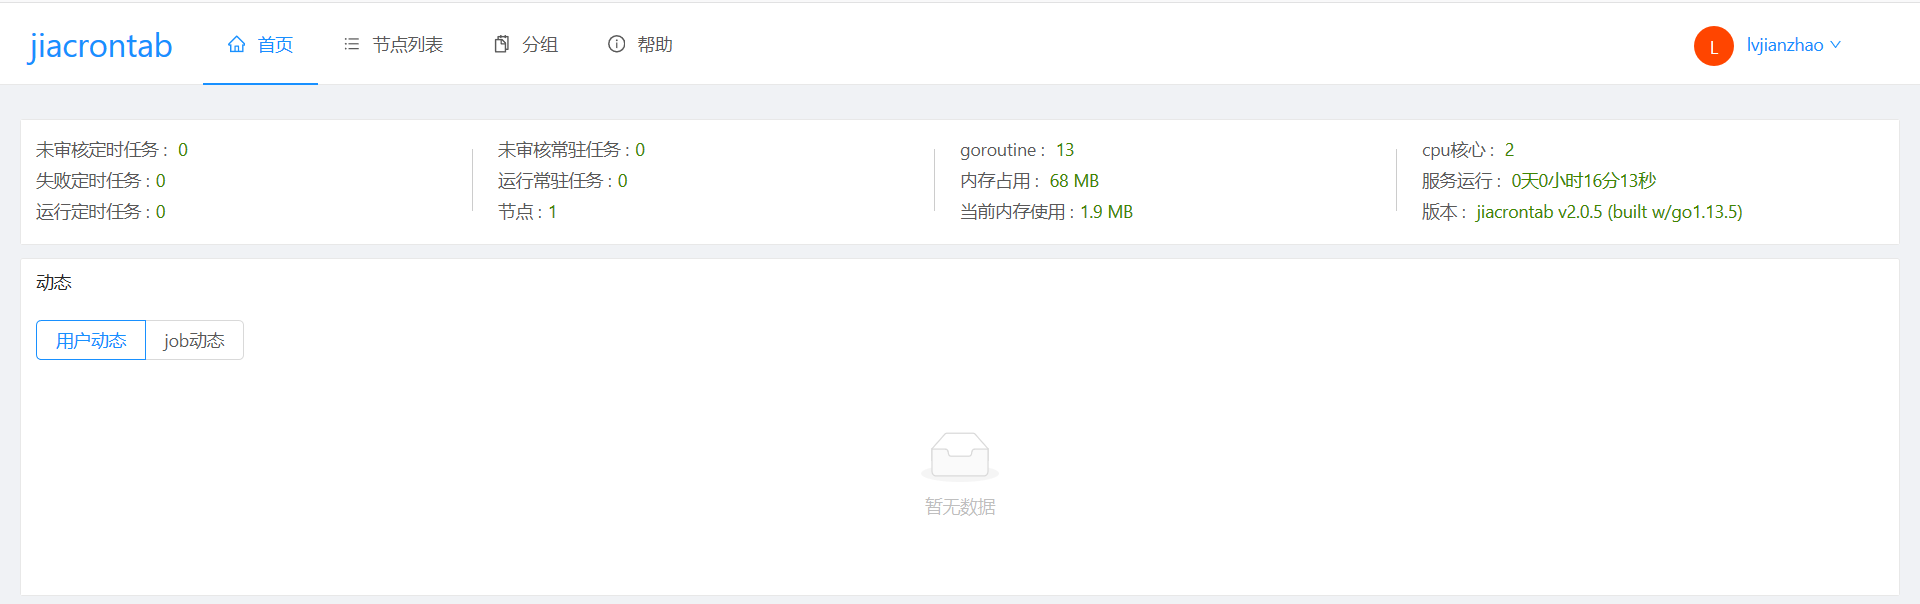 jiacrontab 首页 节点列表 分组 帮助 L lvjianzhao
未审核定时任务 : 0
失败定时任务 : 0
运行定时任务 : 0
未审核常驻任务 : 0
运行常驻任务 : 0
节点 : 1
goroutine : 13
内存占用 : 68 MB
当前内存使用 : 1.9 MB
cpu核心 : 2
服务运行 : 0天0小时16分13秒
版本 : jiacrontab v2.0.5 (built w/go1.13.5)
动态
用户动态 job动态
暂无数据